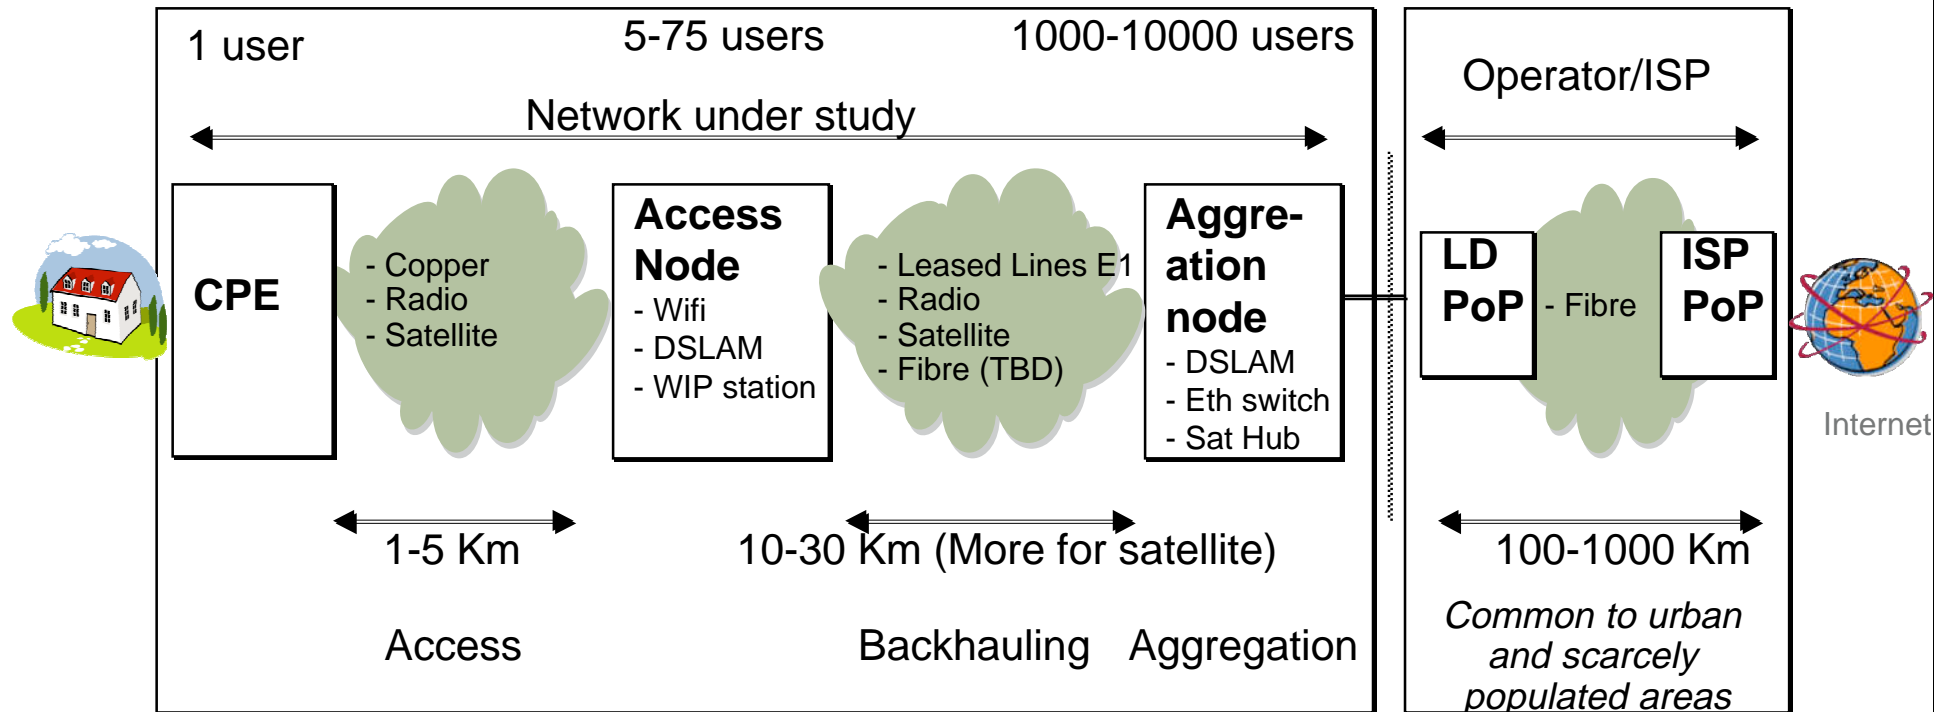 1 user
5-75 users
1000-10000 users
Network under study
CPE
- Copper
- Radio
- Satellite
Access
Node
- Wifi
- DSLAM
- WIP station
- Leased Lines E1
- Radio
- Satellite
- Fibre (TBD)
Aggre-
ation
node
- DSLAM
- Eth switch
- Sat Hub
1-5 Km
10-30 Km (More for satellite)
Access
Backhauling
Aggregation
Operator/ISP
LD
PoP
- Fibre
ISP
PoP
Internet
100-1000 Km
Common to urban
and scarcely
populated areas